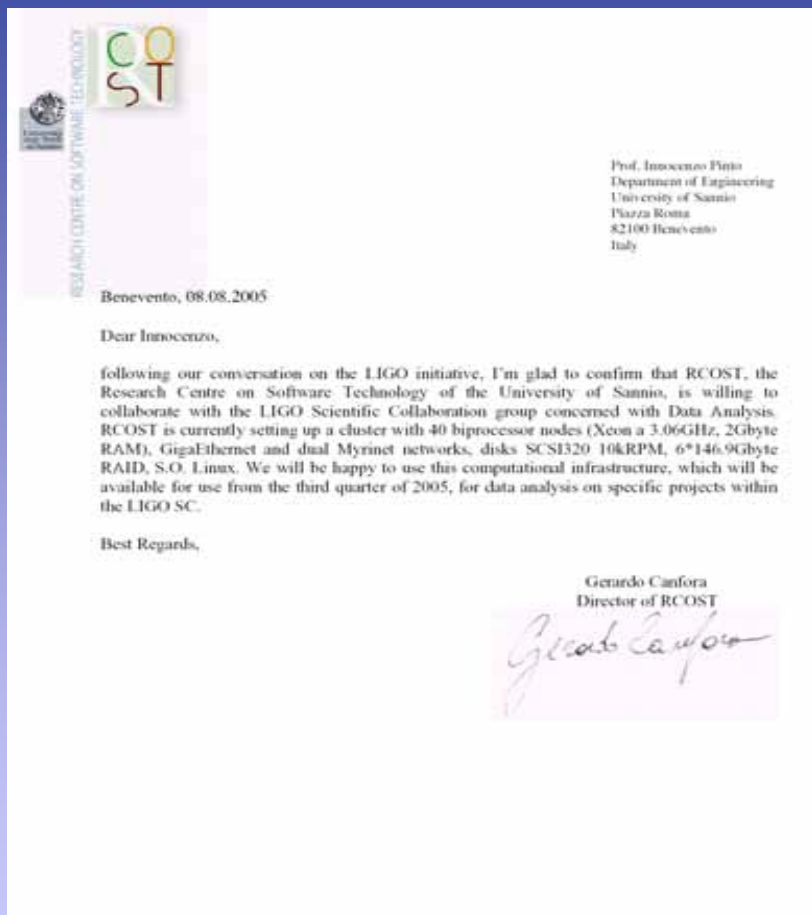 CO
ST
RESEARCH CENTRE ON SOFTWARE TECHNOLOGY
Prof. Innocenzo Pinto
Department of Engineering
University of Sannio
Piazza Roma
82100 Benevento
Italy
Benevento, 08.08.2005
Dear Innocenzo,
following our conversation on the LIGO initiative, I'm glad to confirm that RCOST, the
Research Centre on Software Technology of the University of Sannio, is willing to
collaborate with the LIGO Scientific Collaboration group concerned with Data Analysis.
RCOST is currently setting up a cluster with 40 biprocessor nodes (Xeon a 3.06GHz, 2Gbyte
RAM), GigaEthernet and dual Myrinet networks, disks SCSI320 10kRPM, 6*146.9Gbyte
RAID, S.O. Linux. We will be happy to use this computational infrastructure, which will be
available for use from the third quarter of 2005, for data analysis on specific projects within
the LIGO SC.
Best Regards,
Gerardo Canfora
Director of RCOST
Gerardo Canfora